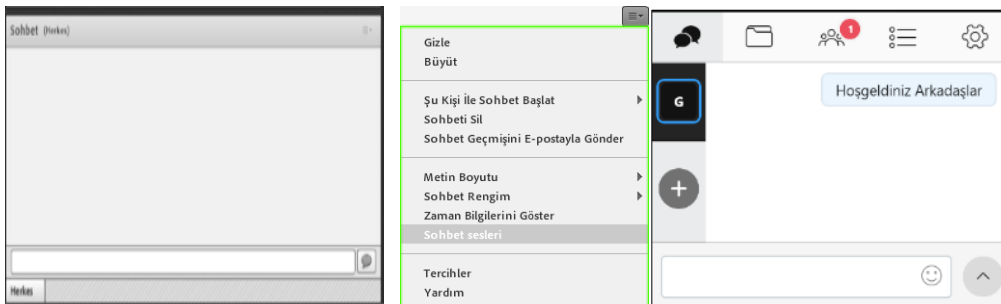 Sohbet (Herkes)
Herkes
Gizle
Büyüt
Şu Kişi İle Sohbet Başlat
Sohbeti Sil
Sohbet Geçmişini E-postayla Gönder
Metin Boyutu
Sohbet Rengim
Zaman Bilgilerini Göster
Sohbet sesleri
Tercihler
Yardım
1
G
Hoşgeldiniz Arkadaşlar